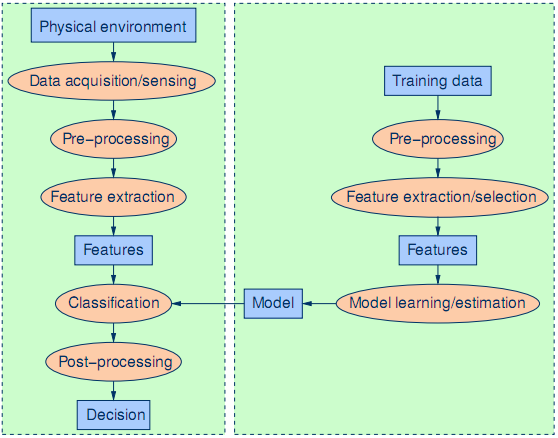 Physical environment
Data acquisition/sensing
Pre−processing
Feature extraction
Features
Classification
Post−processing
Decision
Training data
Pre−processing
Feature extraction/selection
Features
Model learning/estimation
Model